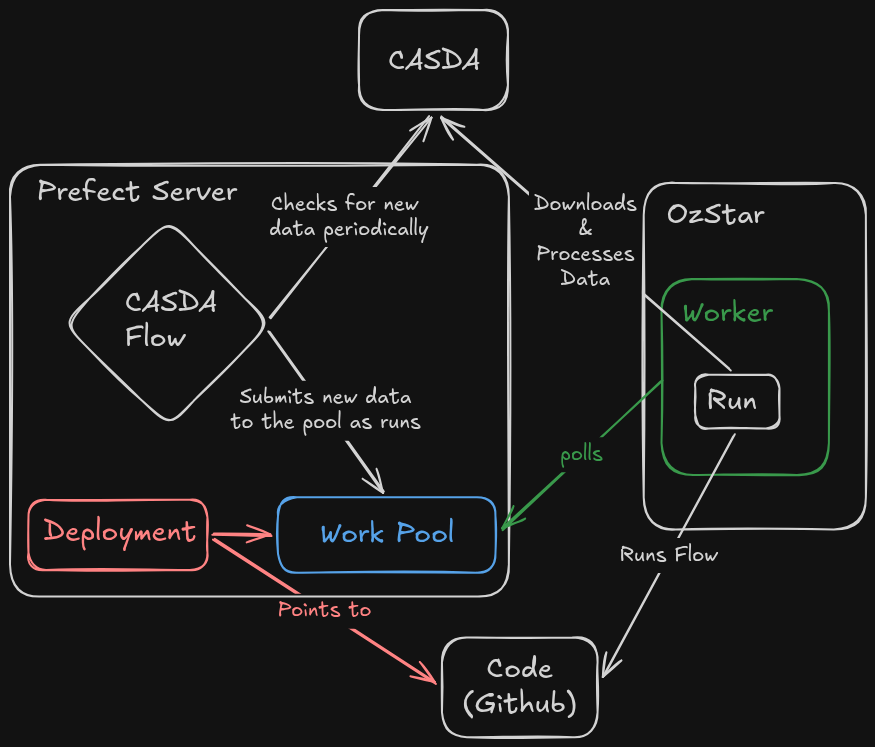 CASDA
Prefect Server
Checks for new
data periodically
CASDA
Flow
Submits new data
to the pool as runs
Deployment
Work Pool
Points to
Downloads
&
Processes
Data
OzStar
Worker
Run
polls
Runs Flow
Code
(Github)